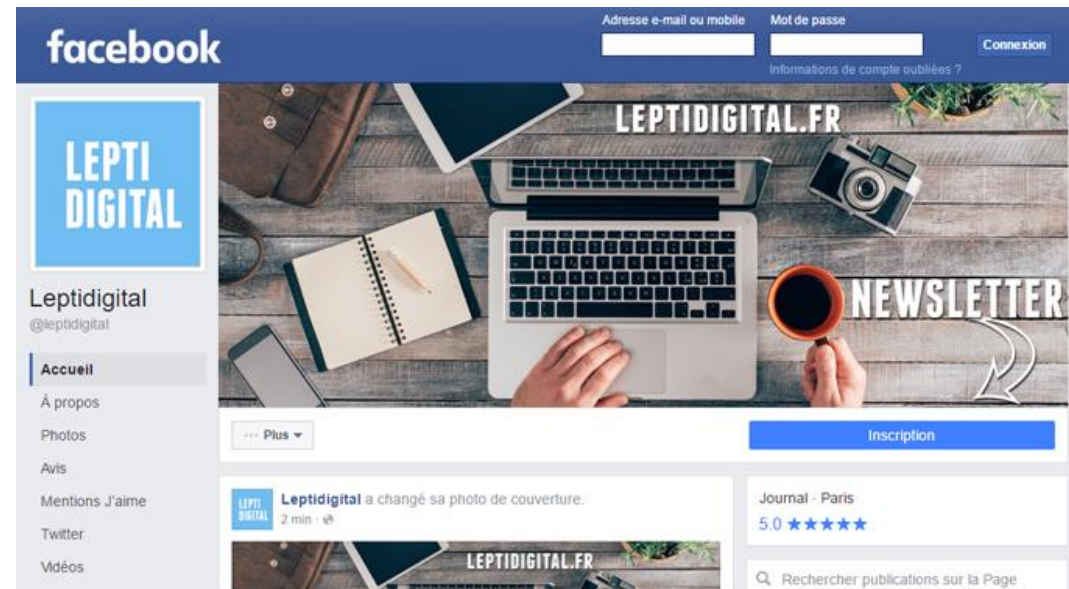 facebook
Adresse e-mail ou mobile
Mot de passe
Connexion
Informations de compte oubliées ?
LEPTI
DIGITAL
LEPTIDIGITAL.FR
NEWSLETTER
Leptidigital
@leptidigital
Accueil
À propos
Photos
Avis
Mentions J'aime
Twitter
Vidéos
··· Plus
Inscription
LEPTI
DIGITAL
Leptidigital a changé sa photo de couverture.
2 min ·
LEPTIDIGITAL.FR
Journal · Paris
5.0 ★★★★★
Rechercher publications sur la Page